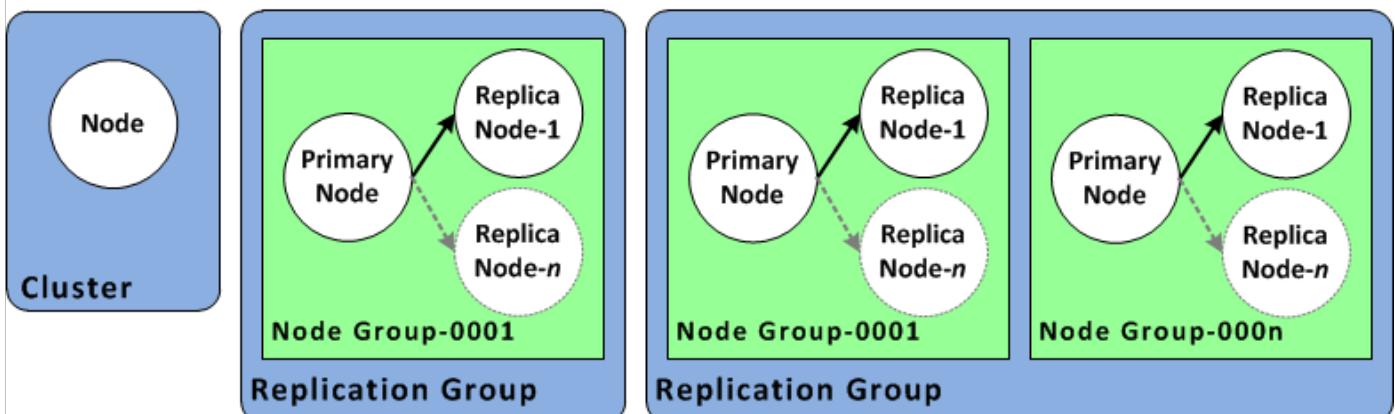 Node
Cluster
Primary
Node
Replica
Node-1
Replica
Node-n
Node Group-0001
Replication Group
Primary
Node
Replica
Node-1
Replica
Node-n
Node Group-0001
Primary
Node
Replica
Node-1
Replica
Node-n
Node Group-000n
Replication Group